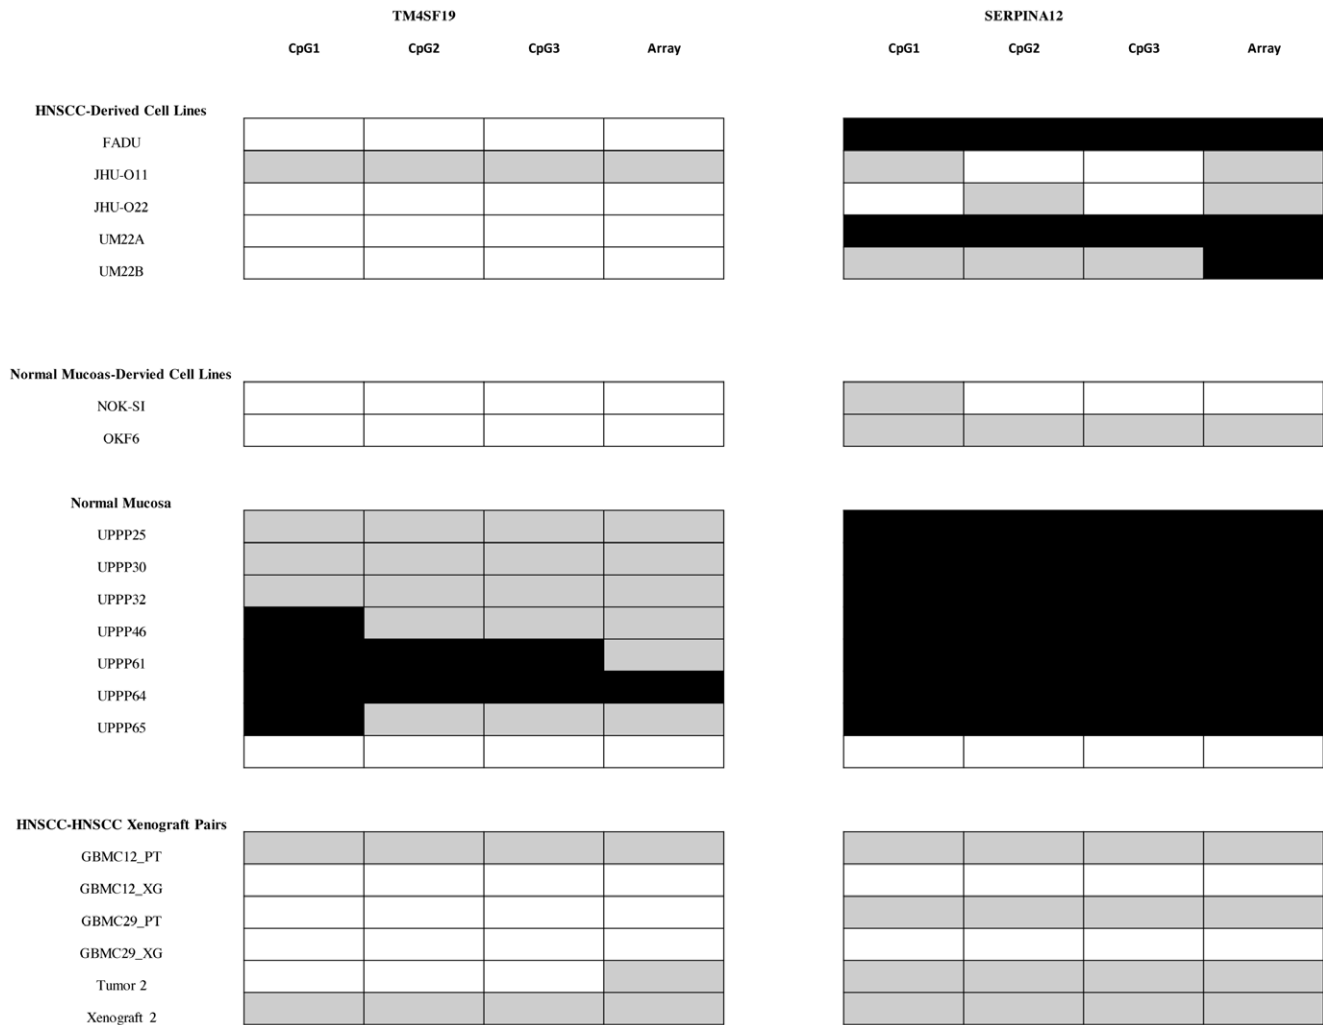 TM4SF19 SERPINA12
CpG1 CpG2 CpG3 Array CpG1 CpG2 CpG3 Array
HNSCC-Derived Cell Lines
FADU
JHU-O11
JHU-O22
UM22A
UM22B
Normal Mucoas-Dervied Cell Lines
NOK-SI
OKF6
Normal Mucosa
UPPP25
UPPP30
UPPP32
UPPP46
UPPP61
UPPP64
UPPP65
HNSCC-HNSCC Xenograft Pairs
GBMC12_PT
GBMC12_XG
GBMC29_PT
GBMC29_XG
Tumor 2
Xenograft 2